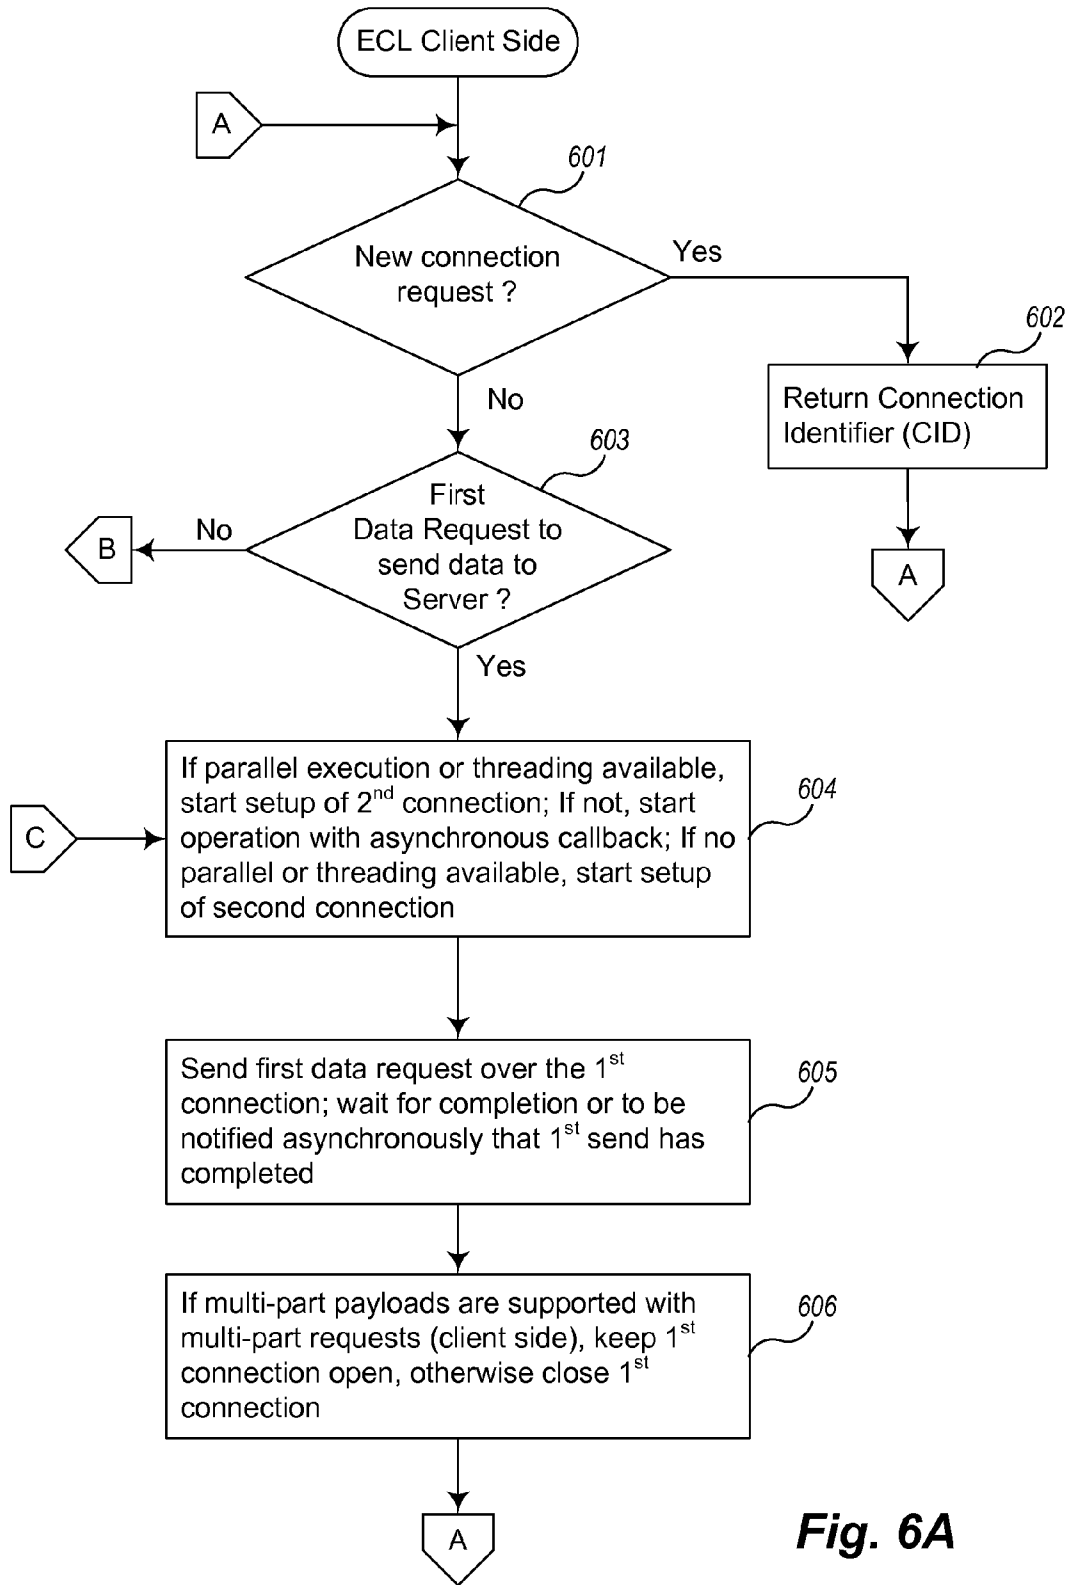 ECL Client Side
A
601
New connection
request ?
Yes
602
Return Connection
Identifier (CID)
A
No
603
First
Data Request to
send data to
Server ?
No
B
Yes
C
If parallel execution or threading available,
start setup of 2nd connection; If not, start
operation with asynchronous callback; If no
parallel or threading available, start setup
of second connection
604
Send first data request over the 1st
connection; wait for completion or to be
notified asynchronously that 1st send has
completed
605
If multi-part payloads are supported with
multi-part requests (client side), keep 1st
connection open, otherwise close 1st
connection
606
A
Fig. 6A